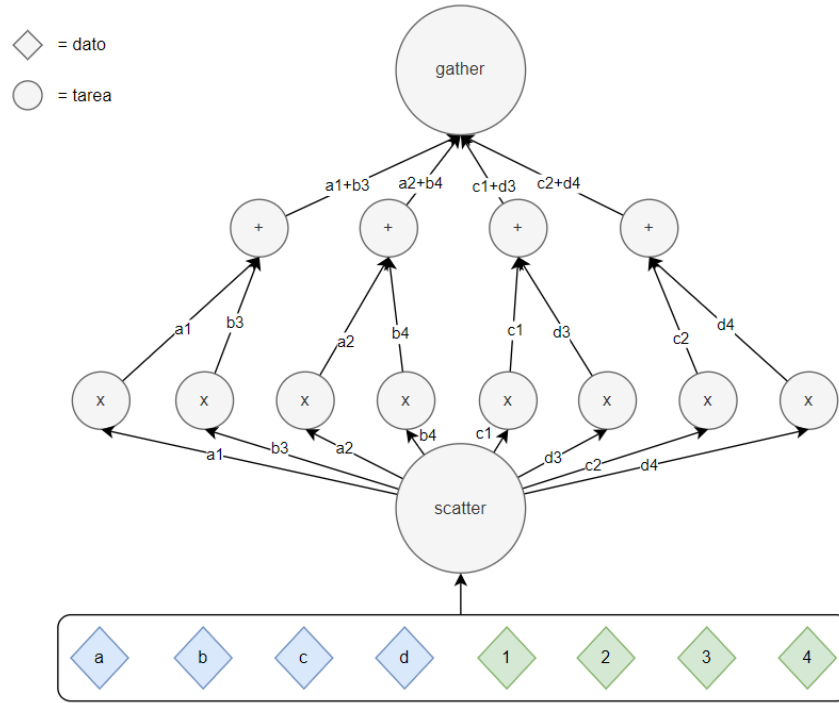 gather
= dato
= tarea
a1+b3 a2+b4 c1+d3 c2+d4
+ + + +
a1 b3 a2 b4 c1 d3 c2 d4
x x x x x x x x
a1 b3 a2 b4 c1 d3 c2 d4
scatter
a b c d 1 2 3 4